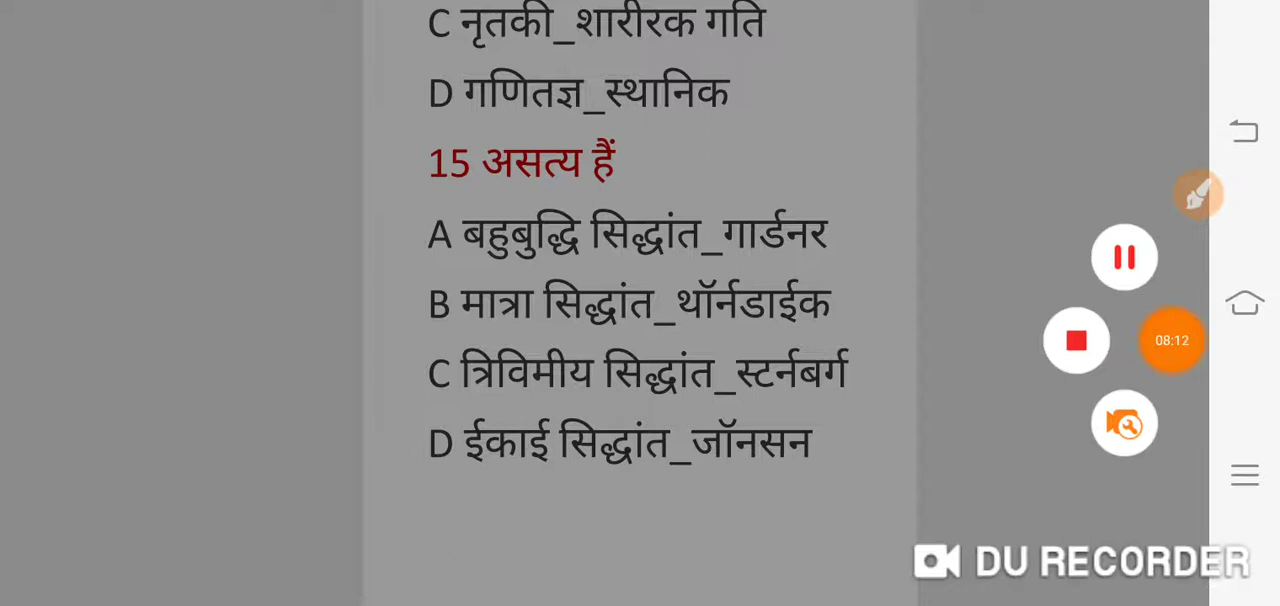 C नृतकी_शारीरक गति
D गणितज्ञ_स्थानिक
15 असत्य हैं
A बहुबुद्धि सिद्धांत_गार्डनर
B मात्रा सिद्धांत_थॉर्नडाईक
C त्रिविमीय सिद्धांत_स्टर्नबर्ग
D ईकाई सिद्धांत_जॉनसन
08:12
DU RECORDER